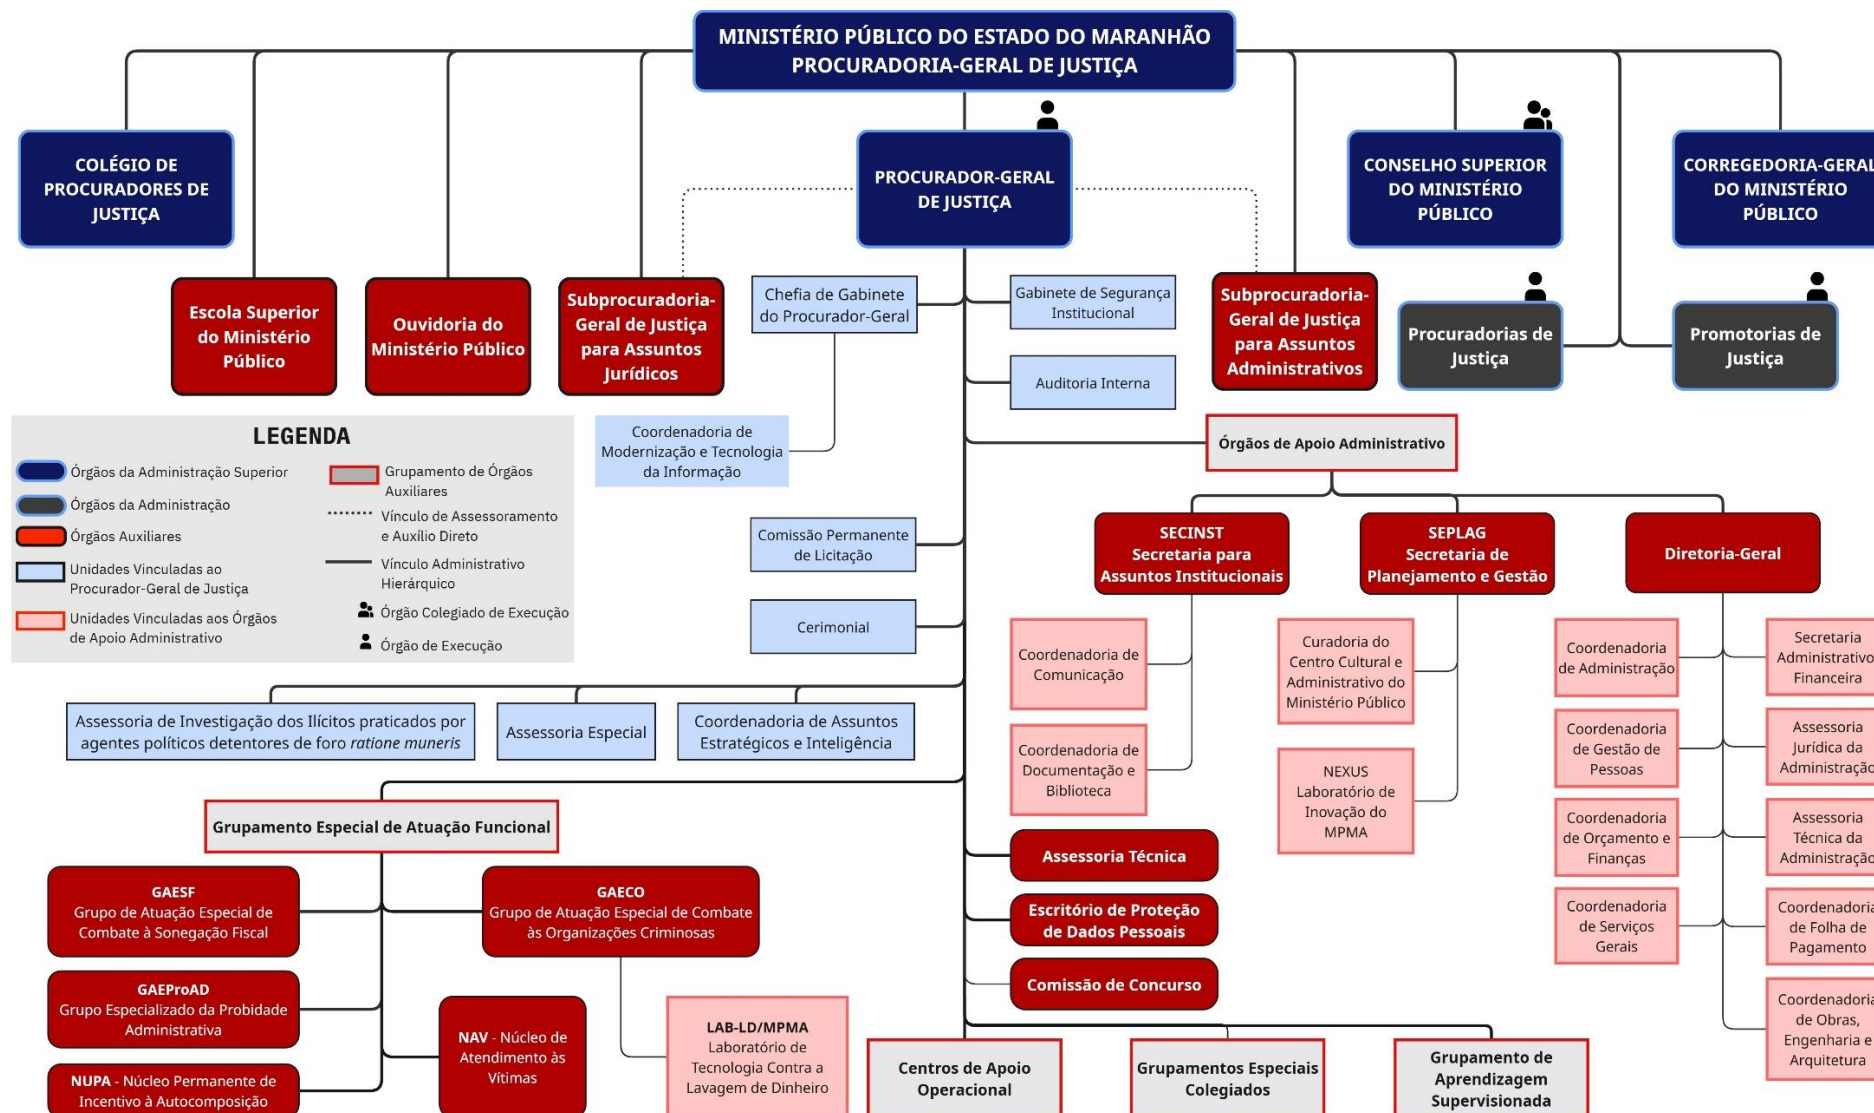 MINISTÉRIO PÚBLICO DO ESTADO DO MARANHÃO
PROCURADORIA-GERAL DE JUSTIÇA
COLÉGIO DE
PROCURADORES DE
JUSTIÇA
PROCURADOR-GERAL
DE JUSTIÇA
CONSELHO SUPERIOR
DO MINISTÉRIO
PÚBLICO
CORREGEDORIA-GERAL
DO MINISTÉRIO
PÚBLICO
Escola Superior
do Ministério
Público
Ouvidoria do
Ministério Público
Subprocuradoria-
Geral de Justiça
para Assuntos
Jurídicos
Chefia de Gabinete
do Procurador-Geral
Gabinete de Segurança
Institucional
Auditoria Interna
Subprocuradoria-
Geral de Justiça
para Assuntos
Administrativos
Procuradorias de
Justiça
Promotorias de
Justiça
LEGENDA
Órgãos da Administração Superior
Órgãos da Administração
Órgãos Auxiliares
Unidades Vinculadas ao
Procurador-Geral de Justiça
Unidades Vinculadas aos Órgãos
de Apoio Administrativo
Grupamento de Órgãos
Auxiliares
Vínculo de Assessoramento
e Auxílio Direto
Vínculo Administrativo
Hierárquico
Órgão Colegiado de Execução
Órgão de Execução
Coordenadoria de
Modernização e Tecnologia
da Informação
Órgãos de Apoio Administrativo
Comissão Permanente
de Licitação
Cerimonial
SECINST
Secretaria para
Assuntos Institucionais
SEPLAG
Secretaria de
Planejamento e Gestão
Diretoria-Geral
Coordenadoria de
Comunicação
Coordenadoria de
Documentação e
Biblioteca
Curadoria do
Centro Cultural e
Administrativo do
Ministério Público
NEXUS
Laboratório de
Inovação do
MPMA
Coordenadoria
de Administração
Secretaria
Administrativo
Financeira
Coordenadoria
de Gestão de
Pessoas
Assessoria
Jurídica da
Administração
Coordenadoria
de Orçamento e
Finanças
Assessoria
Técnica da
Administração
Coordenadoria
de Serviços
Gerais
Coordenadoria
de Folha de
Pagamento
Coordenadoria
de Obras,
Engenharia e
Arquitetura
Assessoria de Investigação dos Ilícitos praticados por
agentes políticos detentores de foro ratione muneris
Assessoria Especial
Coordenadoria de Assuntos
Estratégicos e Inteligência
Grupamento Especial de Atuação Funcional
GAESF
Grupo de Atuação Especial de
Combate à Sonegação Fiscal
GAECO
Grupo de Atuação Especial de Combate
às Organizações Criminosas
GAEProAD
Grupo Especializado da Probidade
Administrativa
NAV - Núcleo de
Atendimento às
Vítimas
LAB-LD/MPMA
Laboratório de
Tecnologia Contra a
Lavagem de Dinheiro
NUPA - Núcleo Permanente de
Incentivo à Autocomposição
Assessoria Técnica
Escritório de Proteção
de Dados Pessoais
Comissão de Concurso
Centros de Apoio
Operacional
Grupamentos Especiais
Colegiados
Grupamento de
Aprendizagem
Supervisionada